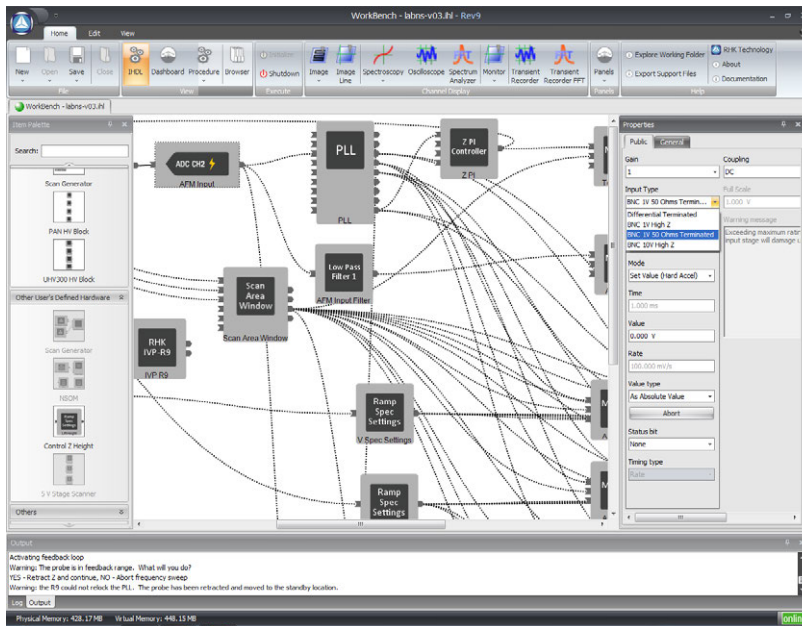 WorkBench - labns-v03.ihl - Rev9
Home Edit View
New Open Save Close IHDL Dashboard Procedure Browser Shutdown Image Image Line Spectroscopy Oscilloscope Spectrum Analyzer Monitor Transient Recorder Transient Recorder FFT Panels
Explore Working Folder
Export Support Files
RHK Technology
About
Documentation
File View Execute Channel Display Panels Help
WorkBench - labns-v03.ihl
Item Palette
Search:
Scan Generator
PAN HV Block
UHV300 HV Block
Other User's Defined Hardware
Scan Generator
NBOM
Ramp Spec Settings
Control Z Height
S V Stage Scanner
Others
ADC CH2
AFM Input
PLL
PLL
Z PI Controller
Z PI
Low Pass Filter 1
AFM Input Filter
Scan Area Window
Scan Area Window
RHK IVP-R9
IVP R9
Ramp Spec Settings
V Spec Settings
Ramp Spec Settings
Properties
Public General
Gain Coupling
1 DC
Input Type Full Scale
BNC 1V 50 Ohms Termin... 1.000 V
Differential Terminated
BNC 1V High Z
BNC 1V 50 Ohms Terminated
BNC 10V High Z
Warning message
Exceeding maximum ratin
input stage will damage u
Mode
Set Value (Hard Accel)
Time
1.000 ms
Value
0.000 V
Rate
100.000 mV/s
Value type
As Absolute Value
Abort
Status bit
None
Timing type
Rate
Output
Activating feedback loop
Warning: The probe is in feedback range. What will you do?
YES - Retract Z and continue, NO - Abort frequency sweep
Warning: the R9 could not relock the PLL. The probe has been retracted and moved to the standby location.
Log Output
Physical Memory: 428.17 MB Virtual Memory: 448.15 MB
onlin